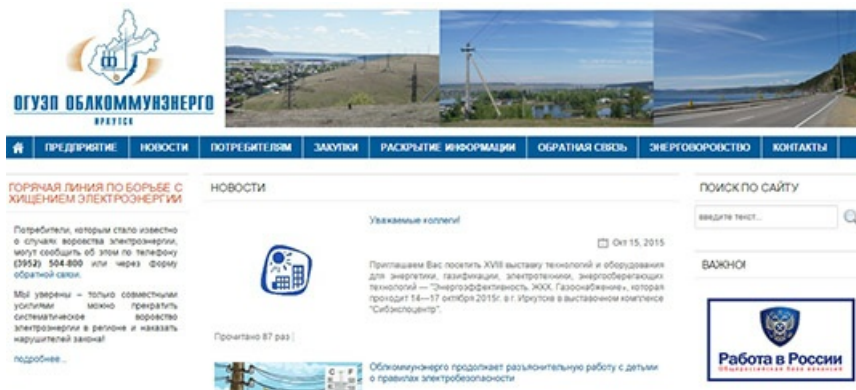 ОГУЭП ОБЛКОММУНЭНЕРГО
ИРКУТСК
ПРЕДПРИЯТИЕ НОВОСТИ ПОТРЕБИТЕЛЯМ ЗАКУПКИ РАСКРЫТИЕ ИНФОРМАЦИИ ОБРАТНАЯ СВЯЗЬ ЭНЕРГОВОРОВСТВО КОНТАКТЫ
ГОРЯЧАЯ ЛИНИЯ ПО БОРЬБЕ С
ХИЩЕНИЕМ ЭЛЕКТРОЭНЕРГИИ
Потребители, которым стало известно
о случаях воровства электроэнергии,
могут сообщить об этом по телефону
(3952) 504-800 или через форму
обратной связи.
Мы уверены – только совместными
усилиями можно прекратить
систематическое воровство
электроэнергии в регионе и наказать
нарушителей закона!
подробнее...
НОВОСТИ
Уважаемые коллеги!
Окт 15, 2015
Приглашаем Вас посетить XVIII выставку технологий и оборудования
для энергетики, газификации, электротехники, энергосберегающих
технологий — "Энергоэффективность. ЖКХ. Газоснабжение», которая
проходит 14—17 октября 2015г. в г. Иркутске в выставочном комплексе
"Сибэкспоцентр".
Прочитано 87 раз
Облкоммунэнерго продолжает разъяснительную работу с детьми
о правилах электробезопасности
ПОИСК ПО САЙТУ
введите текст...
ВАЖНО!
Работа в России
Общероссийская база вакансий